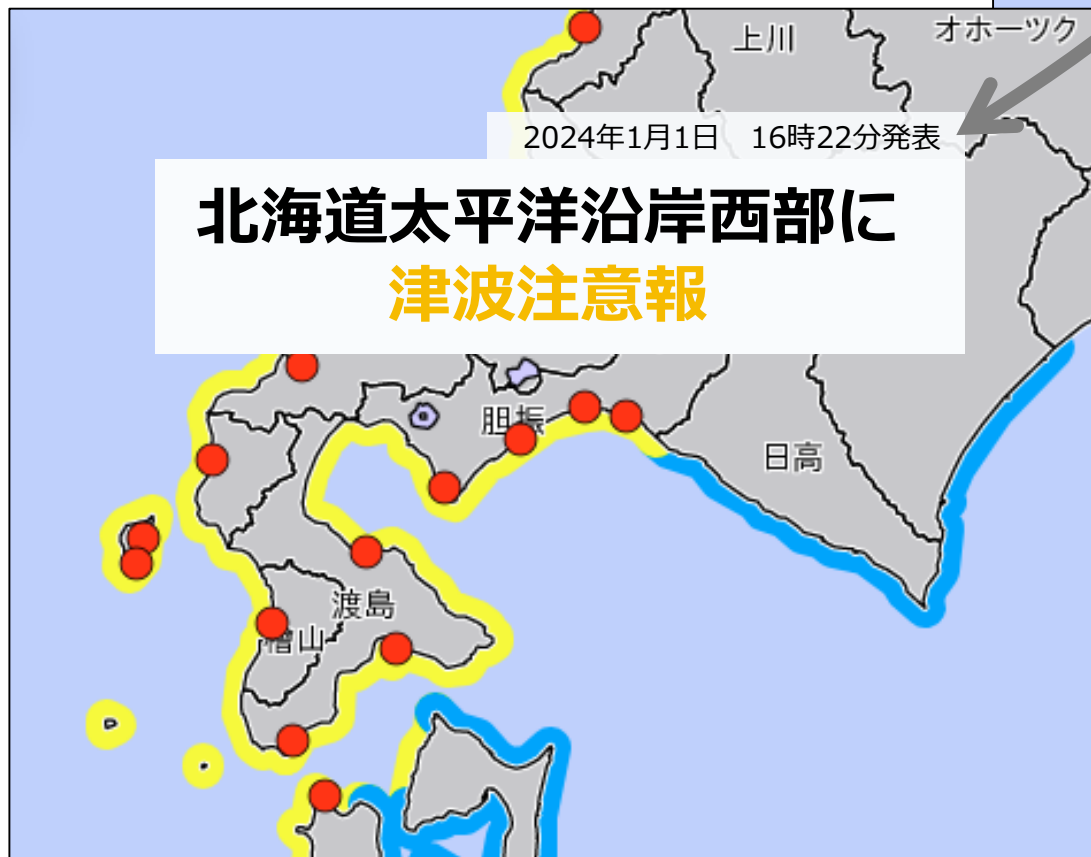 上川
オホーツク
2024年1月1日　16時22分発表
北海道太平洋沿岸西部に
津波注意報
胆振
日高
渡島
檜山